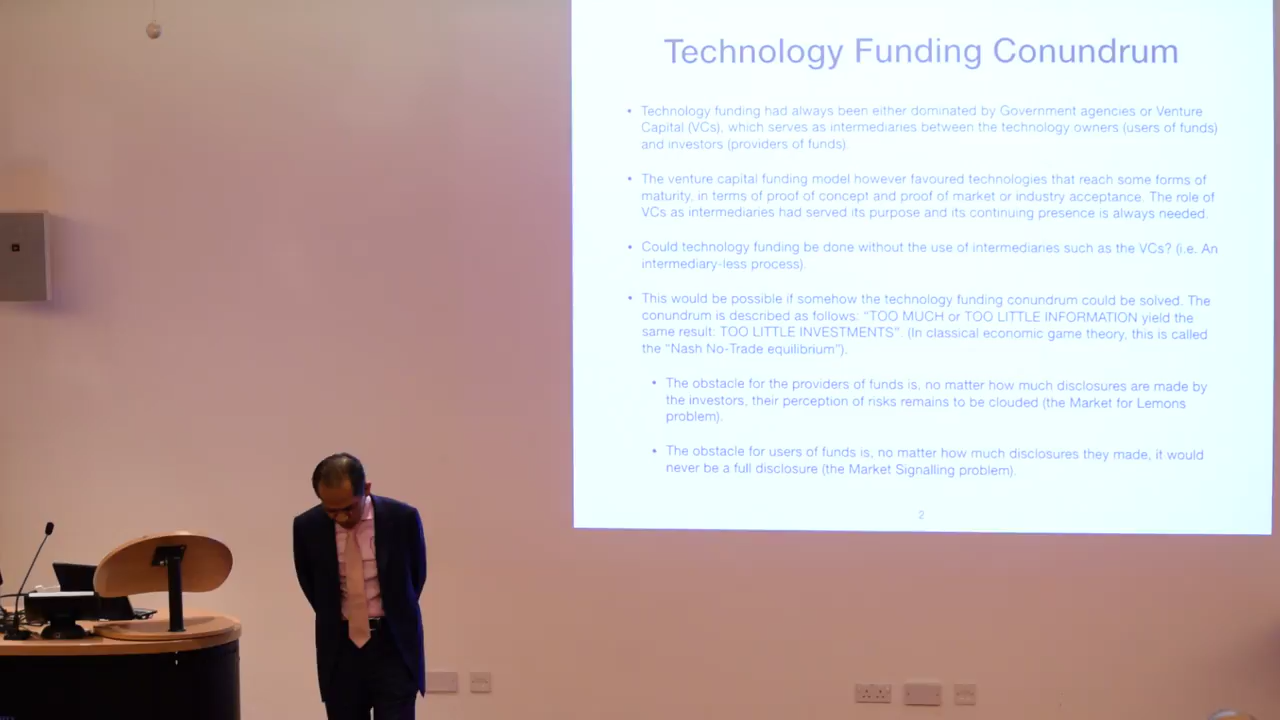 Technology Funding Conundrum
• Technology funding had always been either dominated by Government agencies or Venture
Capital (VCs), which serves as intermediaries between the technology owners (users of funds)
and investors (providers of funds).
• The venture capital funding model however favoured technologies that reach some forms of
maturity, in terms of proof of concept and proof of market or industry acceptance. The role of
VCs as intermediaries had served its purpose and its continuing presence is always needed.
• Could technology funding be done without the use of intermediaries such as the VCs? (i.e. An
intermediary-less process).
• This would be possible if somehow the technology funding conundrum could be solved. The
conundrum is described as follows: “TOO MUCH or TOO LITTLE INFORMATION yield the
same result: TOO LITTLE INVESTMENTS”. (In classical economic game theory, this is called
the “Nash No-Trade equilibrium”).
• The obstacle for the providers of funds is, no matter how much disclosures are made by
the investors, their perception of risks remains to be clouded (the Market for Lemons
problem).
• The obstacle for users of funds is, no matter how much disclosures they made, it would
never be a full disclosure (the Market Signalling problem).
2